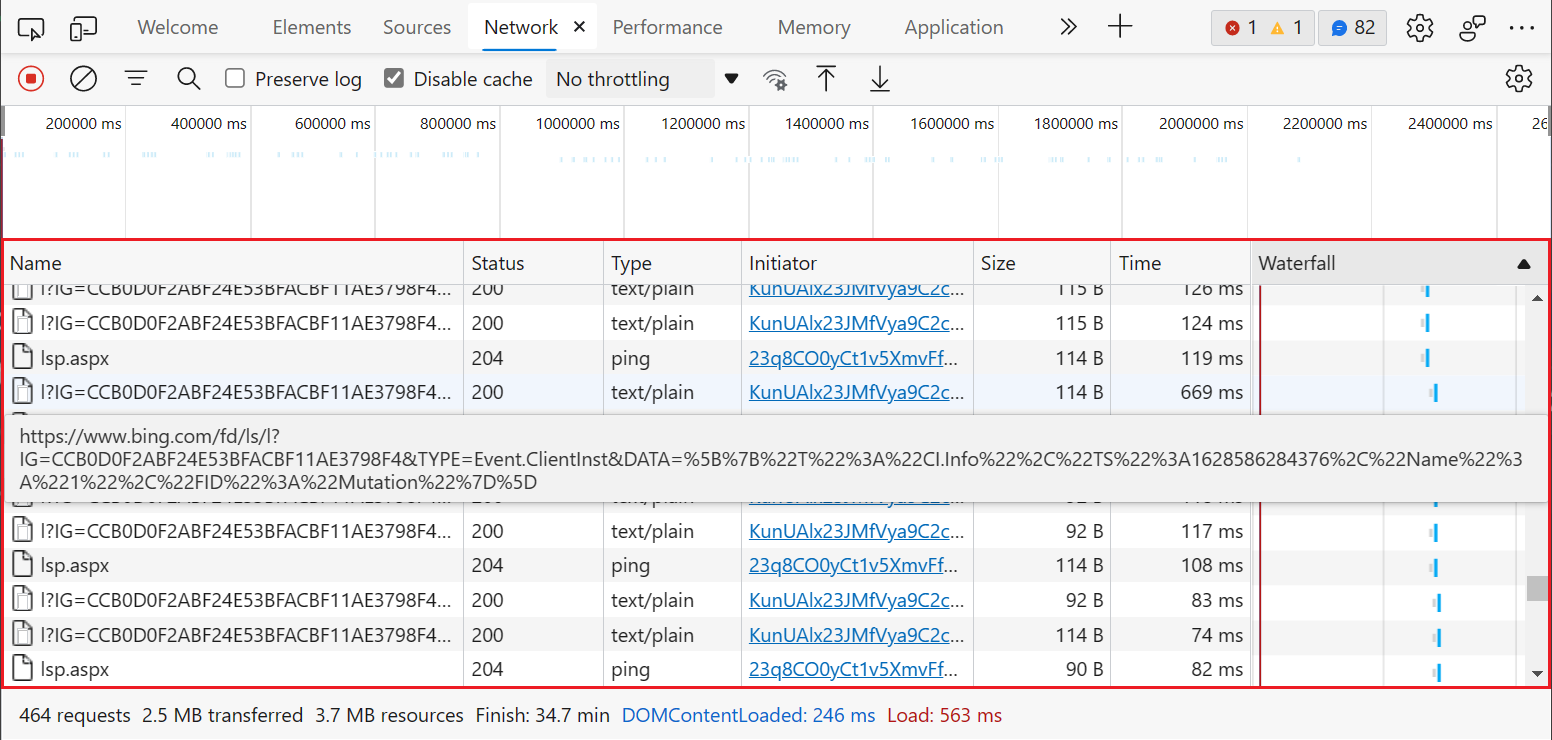 Welcome Elements Sources Network Performance Memory Application 1 1 82
Preserve log Disable cache No throttling
200000 ms 400000 ms 600000 ms 800000 ms 1000000 ms 1200000 ms 1400000 ms 1600000 ms 1800000 ms 2000000 ms 2200000 ms 2400000 ms 26
Name Status Type Initiator Size Time Waterfall
l?IG=CCB0D0F2ABF24E53BFACBF11AE3798F4... 200 text/plain KunUAlx23JMfVya9C2c... 115 B 126 ms
l?IG=CCB0D0F2ABF24E53BFACBF11AE3798F4... 200 text/plain KunUAlx23JMfVya9C2c... 115 B 124 ms
lsp.aspx 204 ping 23q8CO0yCt1v5XmvFf... 114 B 119 ms
l?IG=CCB0D0F2ABF24E53BFACBF11AE3798F4... 200 text/plain KunUAlx23JMfVya9C2c... 114 B 669 ms
https://www.bing.com/fd/ls/l?
IG=CCB0D0F2ABF24E53BFACBF11AE3798F4&TYPE=Event.ClientInst&DATA=%5B%7B%22T%22%3A%22CI.Info%22%2C%22TS%22%3A1628586284376%2C%22Name%22%3
A%221%22%2C%22FID%22%3A%22Mutation%22%7D%5D
l?IG=CCB0D0F2ABF24E53BFACBF11AE3798F4... 200 text/plain KunUAlx23JMfVya9C2c... 92 B 117 ms
lsp.aspx 204 ping 23q8CO0yCt1v5XmvFf... 114 B 108 ms
l?IG=CCB0D0F2ABF24E53BFACBF11AE3798F4... 200 text/plain KunUAlx23JMfVya9C2c... 92 B 83 ms
l?IG=CCB0D0F2ABF24E53BFACBF11AE3798F4... 200 text/plain KunUAlx23JMfVya9C2c... 114 B 74 ms
lsp.aspx 204 ping 23q8CO0yCt1v5XmvFf... 90 B 82 ms
464 requests 2.5 MB transferred 3.7 MB resources Finish: 34.7 min DOMContentLoaded: 246 ms Load: 563 ms